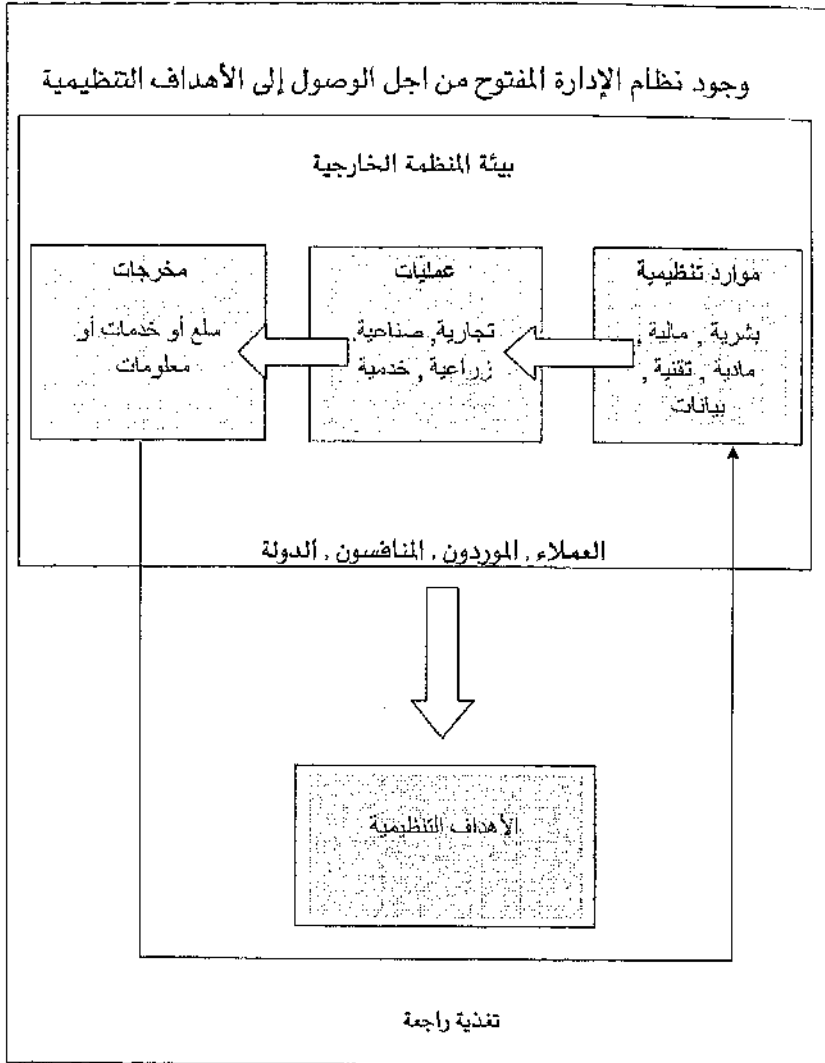 وجود نظام الإدارة المفتوح من اجل الوصول إلى الأهداف التنظيمية
بيئة المنظمة الخارجية
موارد تنظيمية
بشرية , مالية ,
مادية , تقنية ,
بيانات
عمليات
تجارية, صناعية,
زراعية , خدمية
مخرجات
سلع أو خدمات أو
معلومات
العملاء , الموردون , المنافسون , الدولة
الأهداف التنظيمية
تغذية راجعة